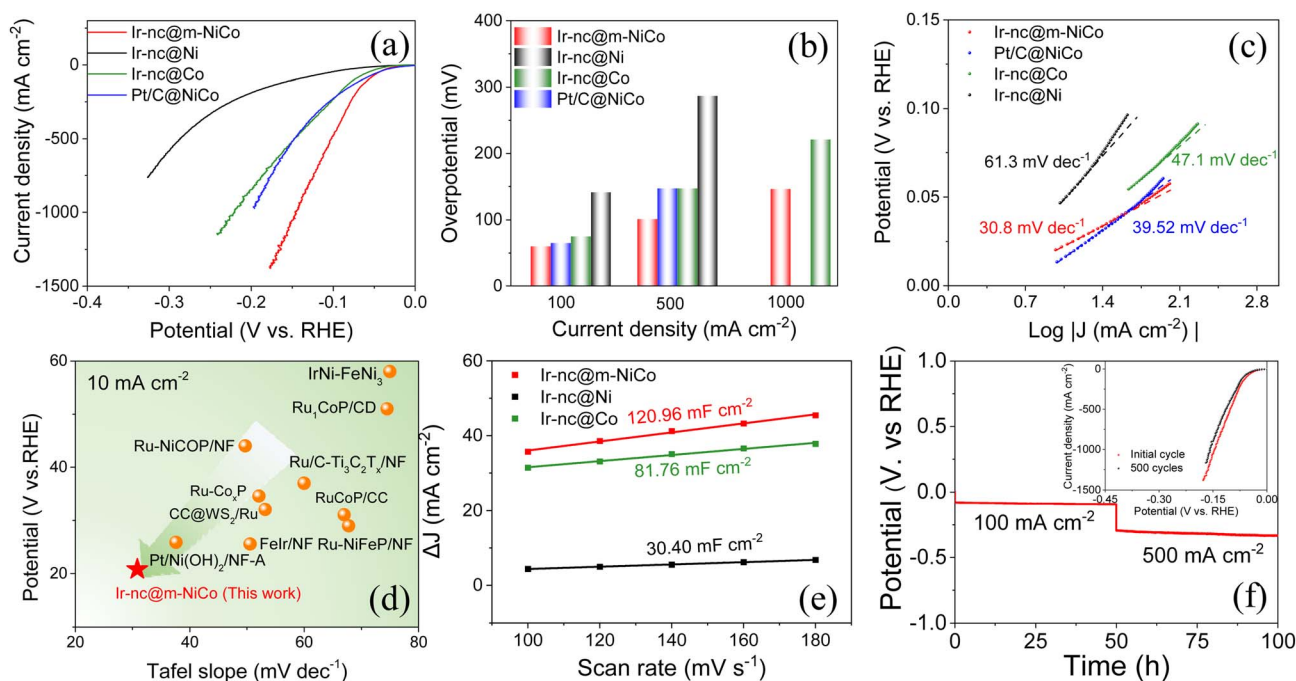 (a)
Ir-nc@m-NiCo
Ir-nc@Ni
Ir-nc@Co
Pt/C@NiCo
Current density (mA cm⁻²)
0
-500
-1000
-1500
-0.4
-0.3
-0.2
-0.1
0.0
Potential (V vs. RHE)
(b)
Ir-nc@m-NiCo
Ir-nc@Ni
Ir-nc@Co
Pt/C@NiCo
Overpotential (mV)
400
300
200
100
0
100
500
1000
Current density (mA cm⁻²)
(c)
Ir-nc@m-NiCo
Pt/C@NiCo
Ir-nc@Co
Ir-nc@Ni
Potential (V vs. RHE)
0.15
0.10
0.05
0.00
61.3 mV dec⁻¹
47.1 mV dec⁻¹
30.8 mV dec⁻¹
39.52 mV dec⁻¹
0.0
0.7
1.4
2.1
2.8
Log |J (mA cm⁻²) |
10 mA cm⁻²
IrNi-FeNi₃
Ru₁CoP/CD
Ru-NiCOP/NF
Ru/C-Ti₃C₂Tₓ/NF
Ru-CoₓP
RuCoP/CC
CC@WS₂/Ru
FeIr/NF
Ru-NiFeP/NF
Pt/Ni(OH)₂/NF-A
Ir-nc@m-NiCo (This work)
(d)
Potential (V vs.RHE)
60
40
20
20
40
60
80
Tafel slope (mV dec⁻¹)
Ir-nc@m-NiCo
Ir-nc@Ni
Ir-nc@Co
120.96 mF cm⁻²
81.76 mF cm⁻²
30.40 mF cm⁻²
(e)
ΔJ (mA cm⁻²)
60
40
20
0
100
120
140
160
180
Scan rate (mV s⁻¹)
Potential (V. vs RHE)
1.0
0.5
0.0
-0.5
-1.0
100 mA cm⁻²
500 mA cm⁻²
(f)
0
25
50
75
100
Time (h)
Current density (mA cm⁻²)
0
-500
-1000
-1500
Initial cycle
500 cycles
-0.45
-0.30
-0.15
0.00
Potential (V vs. RHE)